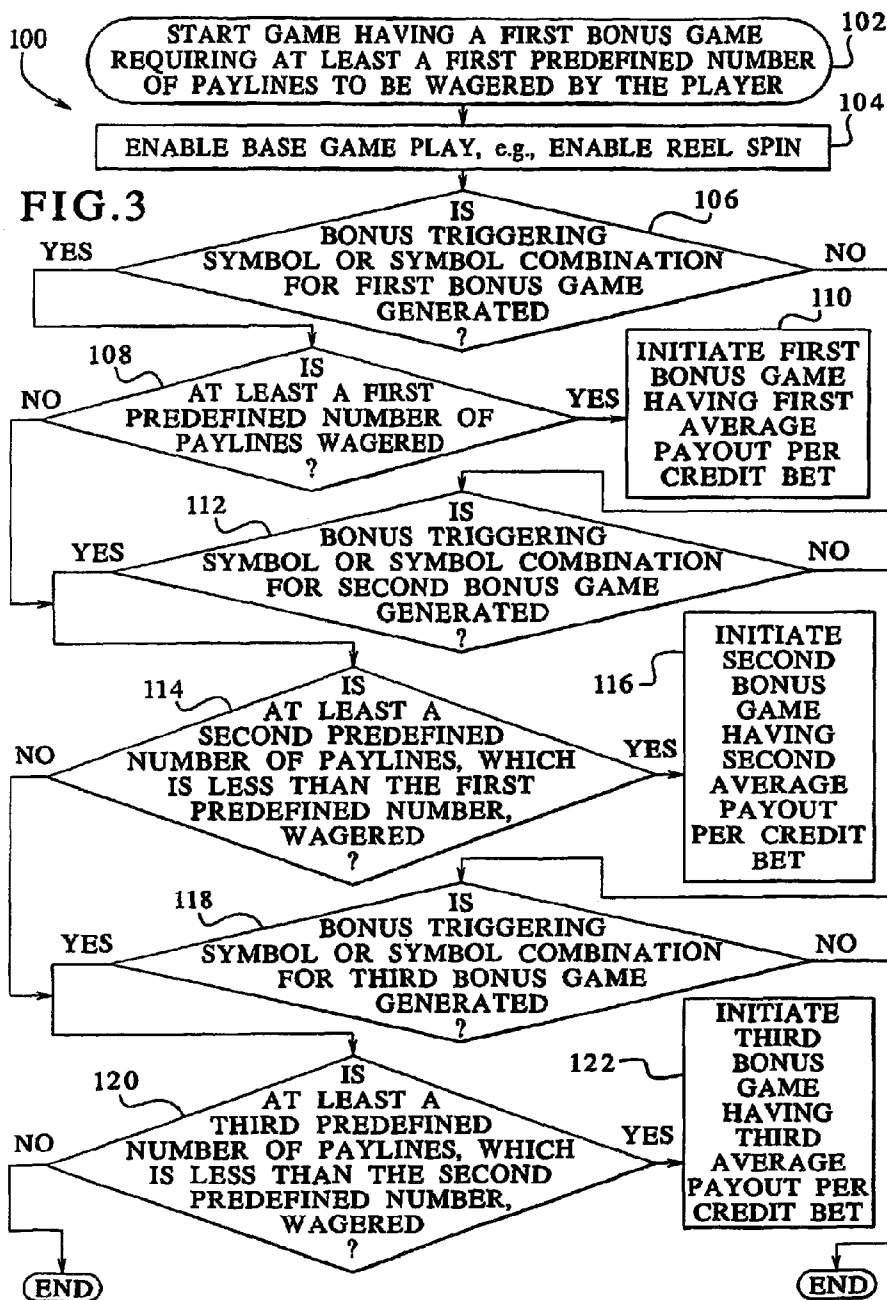 100
START GAME HAVING A FIRST BONUS GAME
REQUIRING AT LEAST A FIRST PREDEFINED NUMBER
OF PAYLINES TO BE WAGERED BY THE PLAYER
102
104
ENABLE BASE GAME PLAY, e.g., ENABLE REEL SPIN
FIG.3
106
IS
BONUS TRIGGERING
SYMBOL OR SYMBOL COMBINATION
FOR FIRST BONUS GAME
GENERATED
?
YES
NO
108
IS
AT LEAST A FIRST
PREDEFINED NUMBER OF
PAYLINES WAGERED
?
NO
YES
110
INITIATE FIRST
BONUS GAME
HAVING FIRST
AVERAGE
PAYOUT PER
CREDIT BET
112
IS
BONUS TRIGGERING
SYMBOL OR SYMBOL COMBINATION
FOR SECOND BONUS GAME
GENERATED
?
YES
NO
114
IS
AT LEAST A
SECOND PREDEFINED
NUMBER OF PAYLINES, WHICH
IS LESS THAN THE FIRST
PREDEFINED NUMBER,
WAGERED
?
NO
YES
116
INITIATE
SECOND
BONUS
GAME
HAVING
SECOND
AVERAGE
PAYOUT
PER CREDIT
BET
118
IS
BONUS TRIGGERING
SYMBOL OR SYMBOL COMBINATION
FOR THIRD BONUS GAME
GENERATED
?
YES
NO
120
IS
AT LEAST A
THIRD PREDEFINED
NUMBER OF PAYLINES, WHICH
IS LESS THAN THE SECOND
PREDEFINED NUMBER,
WAGERED
?
NO
YES
122
INITIATE
THIRD
BONUS
GAME
HAVING
THIRD
AVERAGE
PAYOUT PER
CREDIT BET
END
END